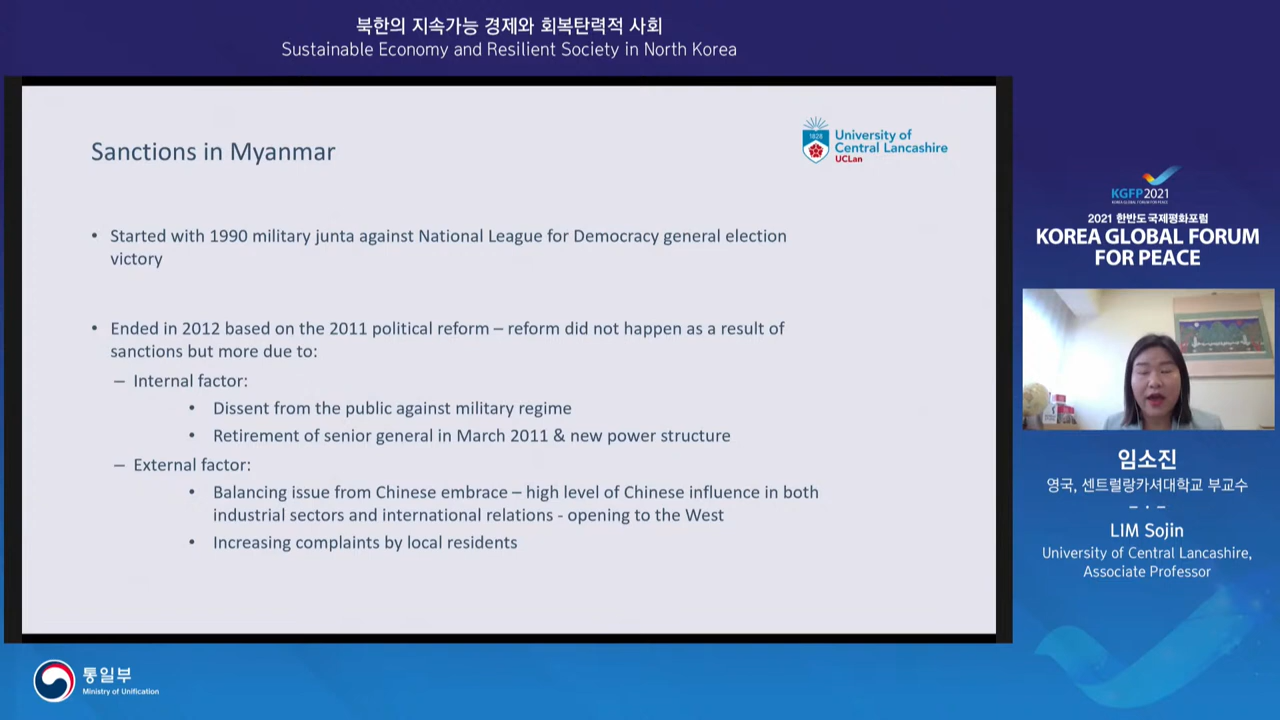 북한의 지속가능 경제와 회복탄력적 사회
Sustainable Economy and Resilient Society in North Korea
Sanctions in Myanmar
1828
University of
Central Lancashire
UCLan
• Started with 1990 military junta against National League for Democracy general election
victory
• Ended in 2012 based on the 2011 political reform – reform did not happen as a result of
sanctions but more due to:
– Internal factor:
• Dissent from the public against military regime
• Retirement of senior general in March 2011 & new power structure
– External factor:
• Balancing issue from Chinese embrace – high level of Chinese influence in both
industrial sectors and international relations - opening to the West
• Increasing complaints by local residents
KGFP2021
KOREA GLOBAL FORUM FOR PEACE
2021 한반도국제평화포럼
KOREA GLOBAL FORUM
FOR PEACE
임소진
영국, 센트럴랑카셔대학교 부교수
– · –
LIM Sojin
University of Central Lancashire,
Associate Professor
통일부
Ministry of Unification